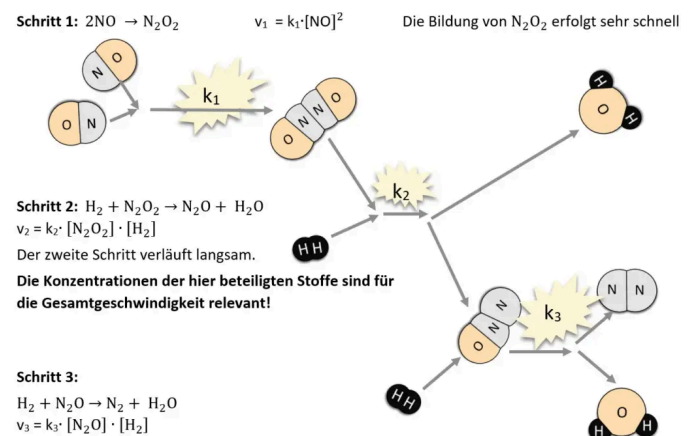 Schritt 1: 2NO → N₂O₂
v₁ = k₁·[NO]²
Die Bildung von N₂O₂ erfolgt sehr schnell
N O
O N
k₁
O N N O
H
O
H
k₂
Schritt 2: H₂ + N₂O₂ → N₂O + H₂O
v₂ = k₂· [N₂O₂] · [H₂]
Der zweite Schritt verläuft langsam.
H H
Die Konzentrationen der hier beteiligten Stoffe sind für
die Gesamtgeschwindigkeit relevant!
N
N
O
k₃
N N
Schritt 3:
H₂ + N₂O → N₂ + H₂O
v₃ = k₃· [N₂O] · [H₂]
H H
O
H H